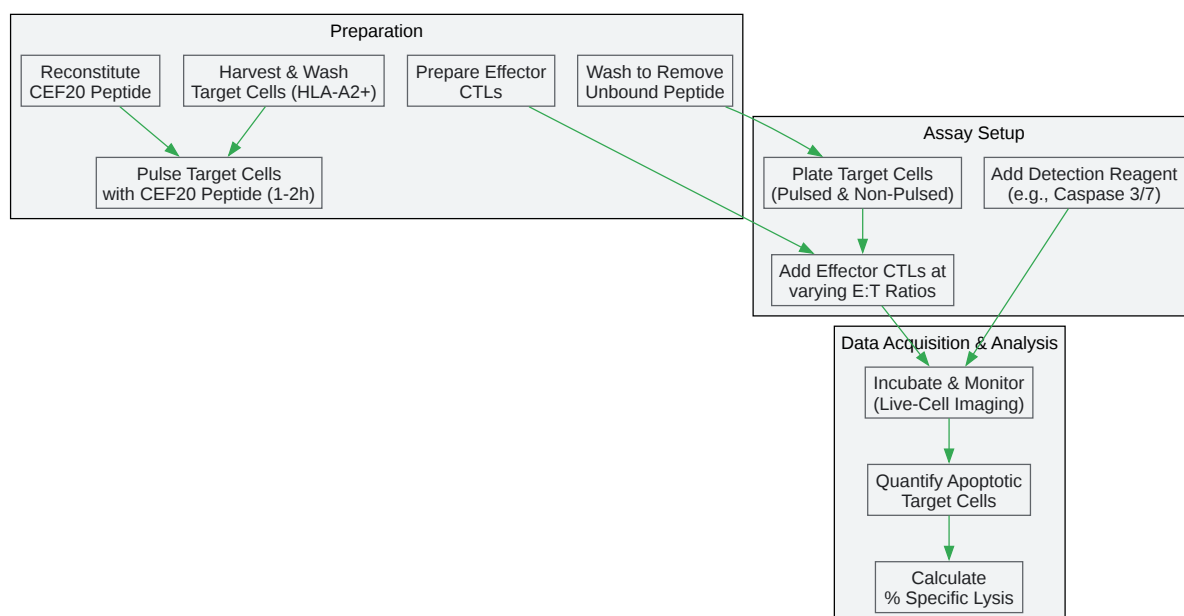 Preparation
Reconstitute
CEF20 Peptide
Harvest & Wash
Target Cells (HLA-A2+)
Prepare Effector
CTLs
Wash to Remove
Unbound Peptide
Pulse Target Cells
with CEF20 Peptide (1-2h)
Assay Setup
Plate Target Cells
(Pulsed & Non-Pulsed)
Add Detection Reagent
(e.g., Caspase 3/7)
Add Effector CTLs at
varying E:T Ratios
Data Acquisition & Analysis
Incubate & Monitor
(Live-Cell Imaging)
Quantify Apoptotic
Target Cells
Calculate
% Specific Lysis